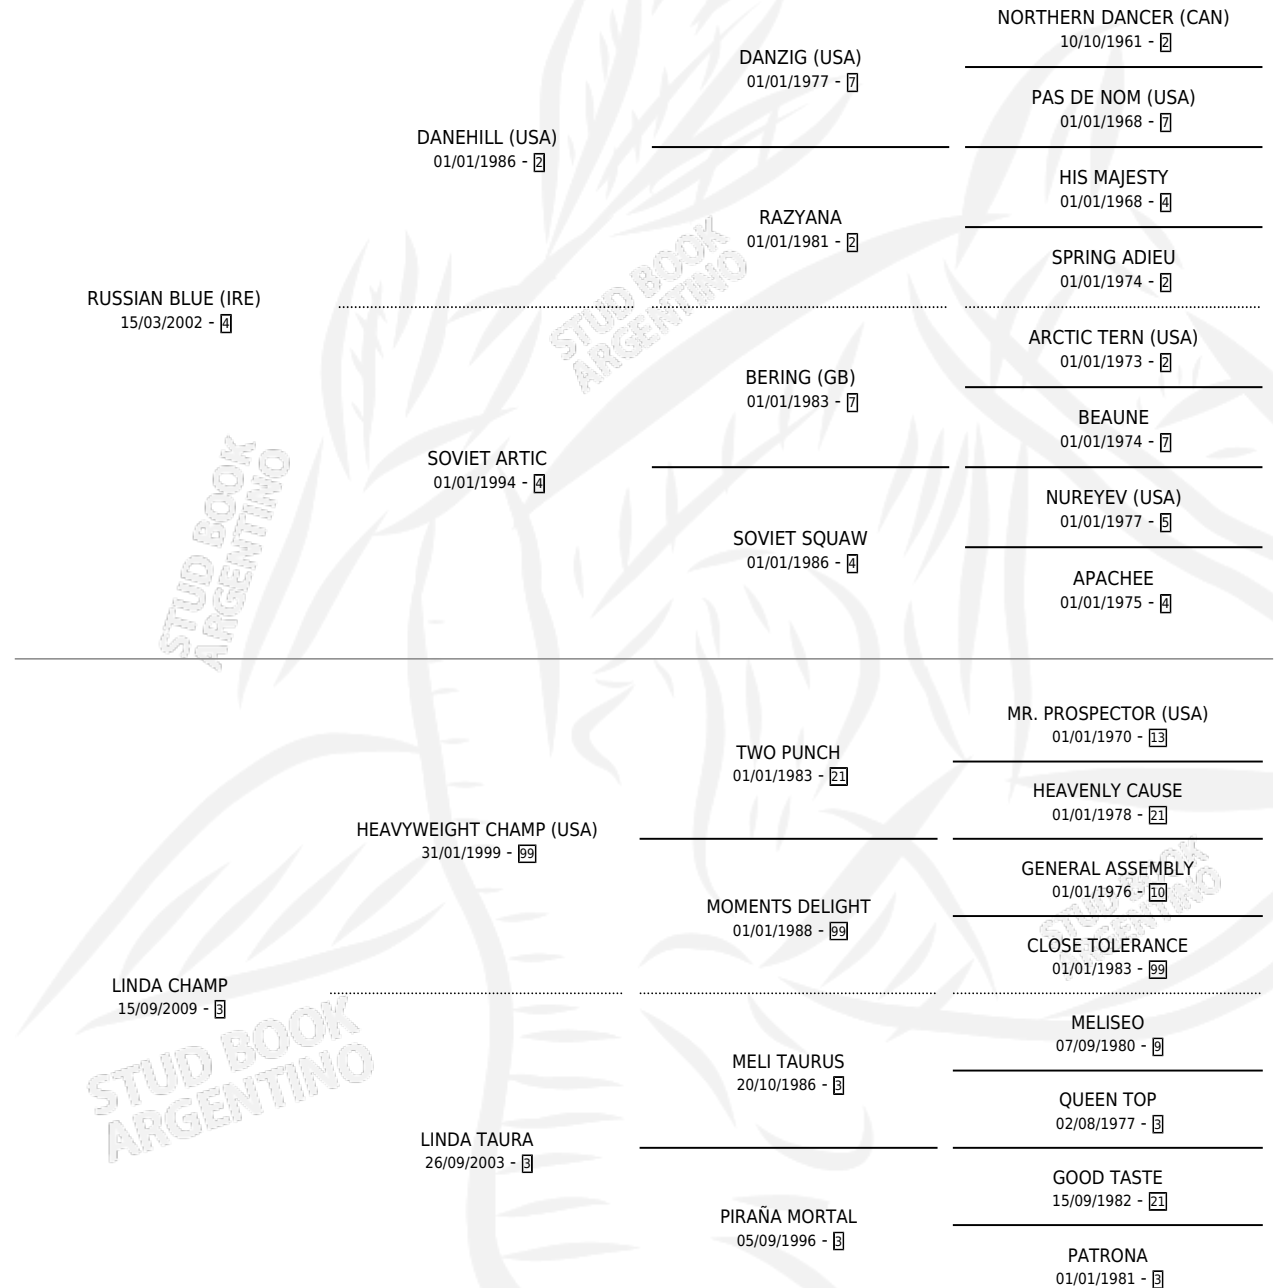 NORTHERN DANCER (CAN)
10/10/1961 - 2
DANZIG (USA)
01/01/1977 - 7
PAS DE NOM (USA)
01/01/1968 - 7
DANEHILL (USA)
01/01/1986 - 2
HIS MAJESTY
01/01/1968 - 4
RAZYANA
01/01/1981 - 2
SPRING ADIEU
01/01/1974 - 2
RUSSIAN BLUE (IRE)
15/03/2002 - 4
ARCTIC TERN (USA)
01/01/1973 - 2
BERING (GB)
01/01/1983 - 7
BEAUNE
01/01/1974 - 7
SOVIET ARTIC
01/01/1994 - 4
NUREYEV (USA)
01/01/1977 - 5
SOVIET SQUAW
01/01/1986 - 4
APACHEE
01/01/1975 - 4
MR. PROSPECTOR (USA)
01/01/1970 - 13
TWO PUNCH
01/01/1983 - 21
HEAVENLY CAUSE
01/01/1978 - 21
HEAVYWEIGHT CHAMP (USA)
31/01/1999 - 99
GENERAL ASSEMBLY
01/01/1976 - 10
MOMENTS DELIGHT
01/01/1988 - 99
CLOSE TOLERANCE
01/01/1983 - 99
LINDA CHAMP
15/09/2009 - 3
MELISEO
07/09/1980 - 9
MELI TAURUS
20/10/1986 - 3
QUEEN TOP
02/08/1977 - 3
LINDA TAURA
26/09/2003 - 3
GOOD TASTE
15/09/1982 - 21
PIRAÑA MORTAL
05/09/1996 - 3
PATRONA
01/01/1981 - 3
STUD BOOK
ARGENTINO
STUD BOOK
ARGENTINO
STUD BOOK
ARGENTINO
STUD BOOK
ARGENTINO